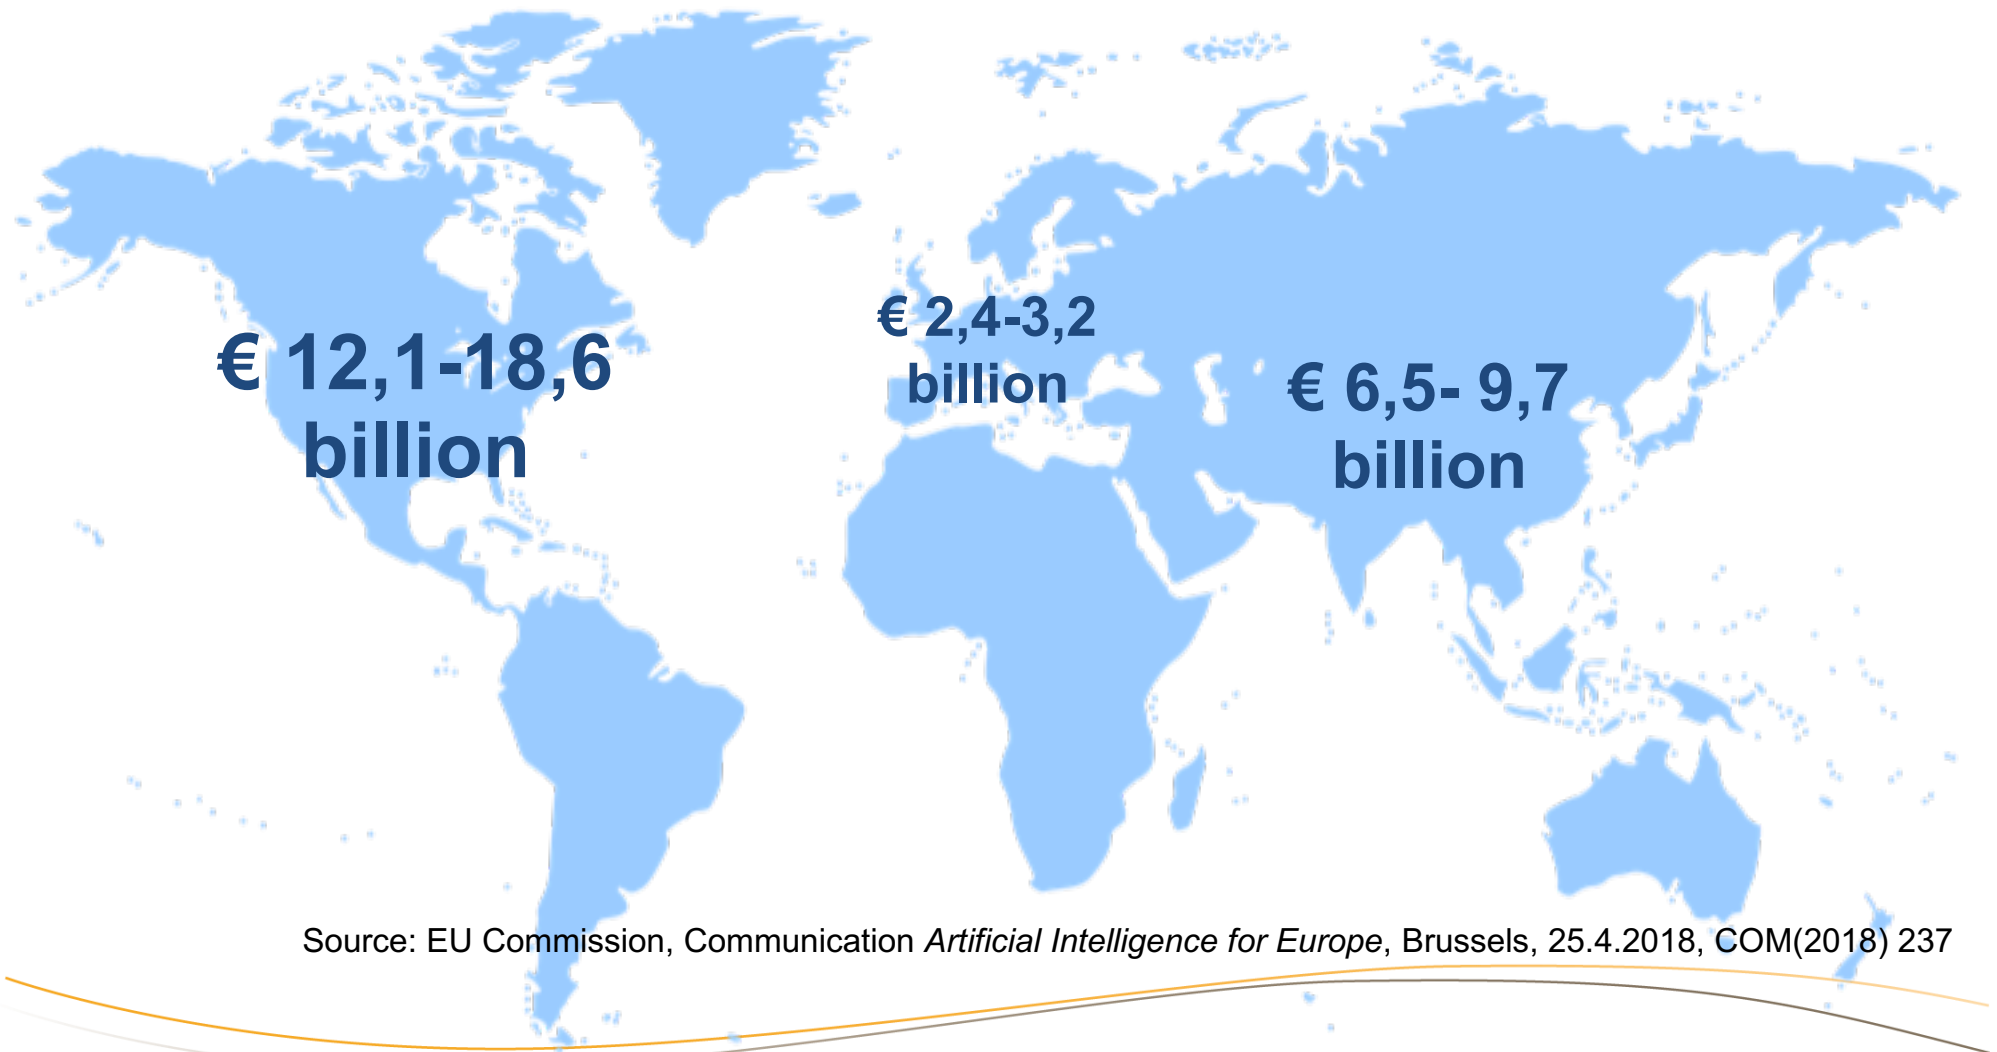 € 12,1-18,6
billion
€ 2,4-3,2
billion
€ 6,5- 9,7
billion
Source: EU Commission, Communication Artificial Intelligence for Europe, Brussels, 25.4.2018, COM(2018) 237